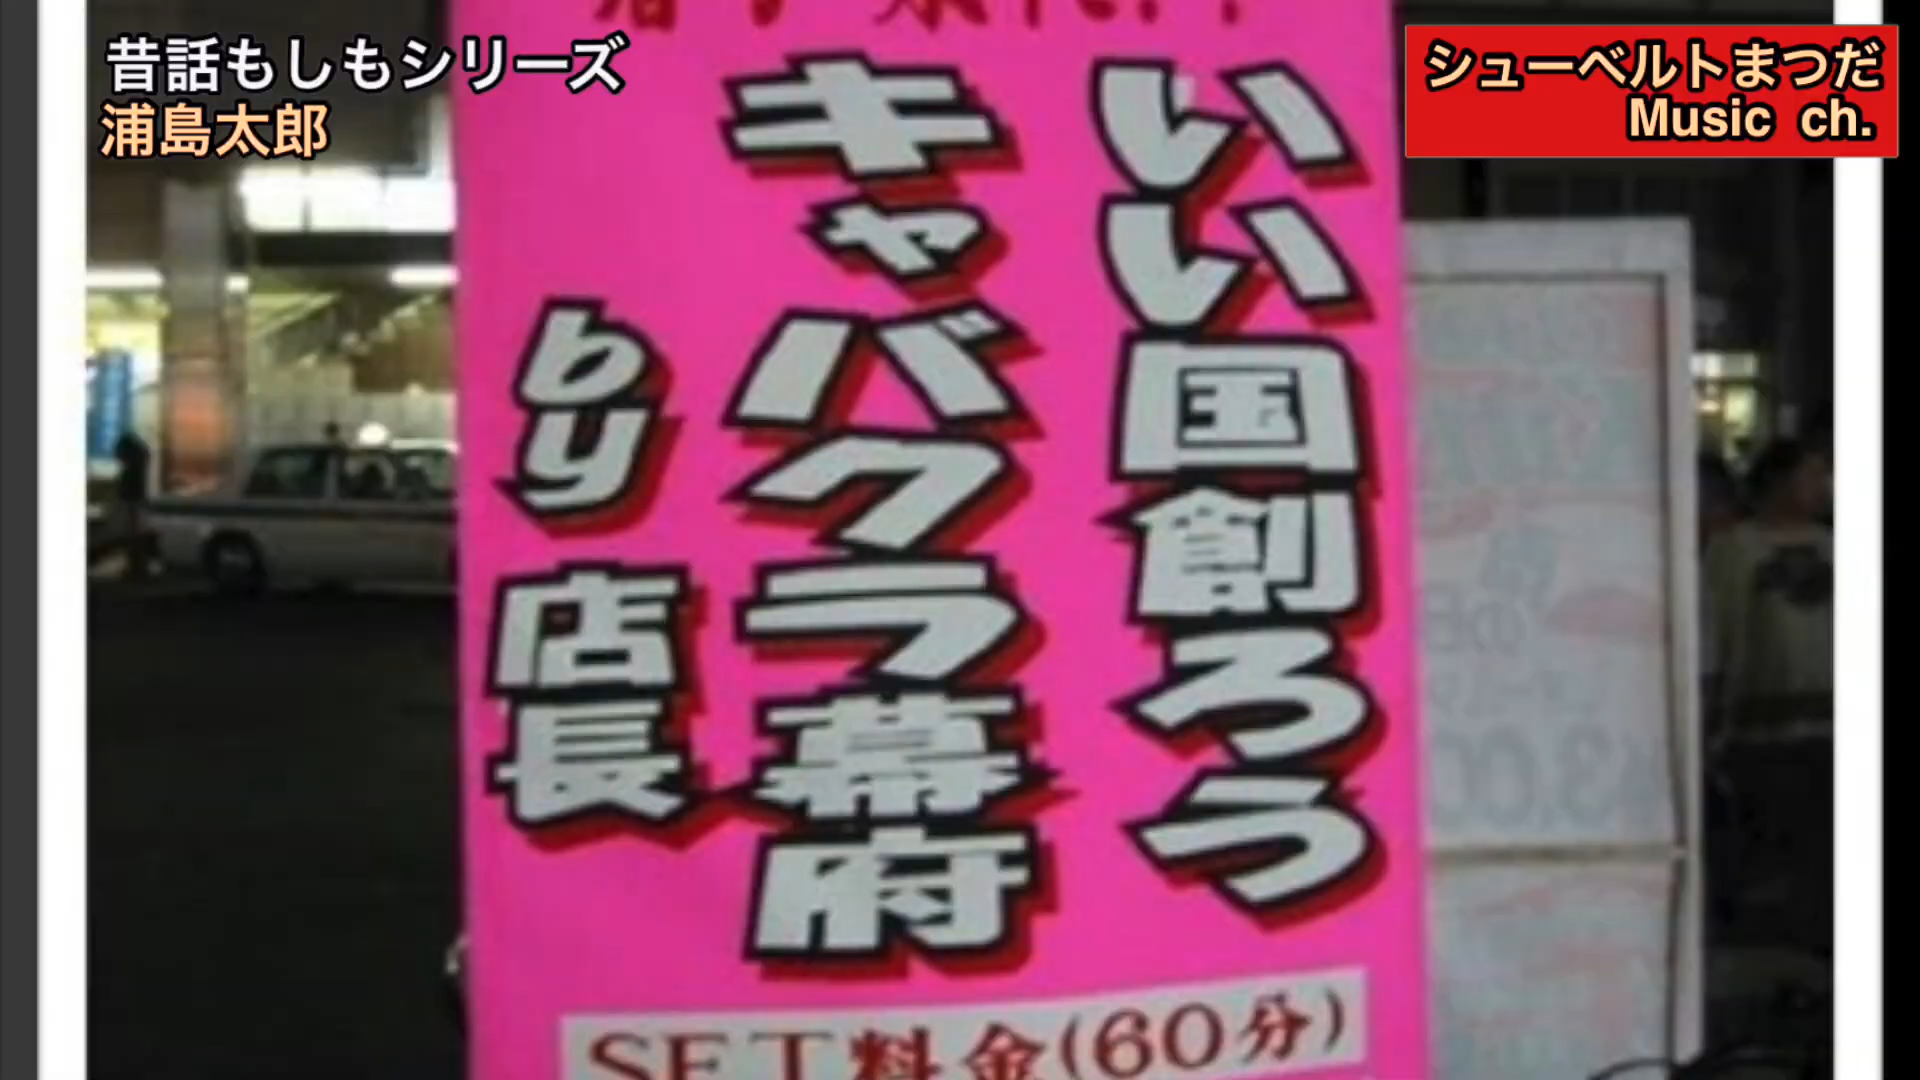 昔話もしもシリーズ
浦島太郎
シューベルトまつだ
Music ch.
いい国創ろう
キャバクラ幕府
by 店長
SET料金(60分)